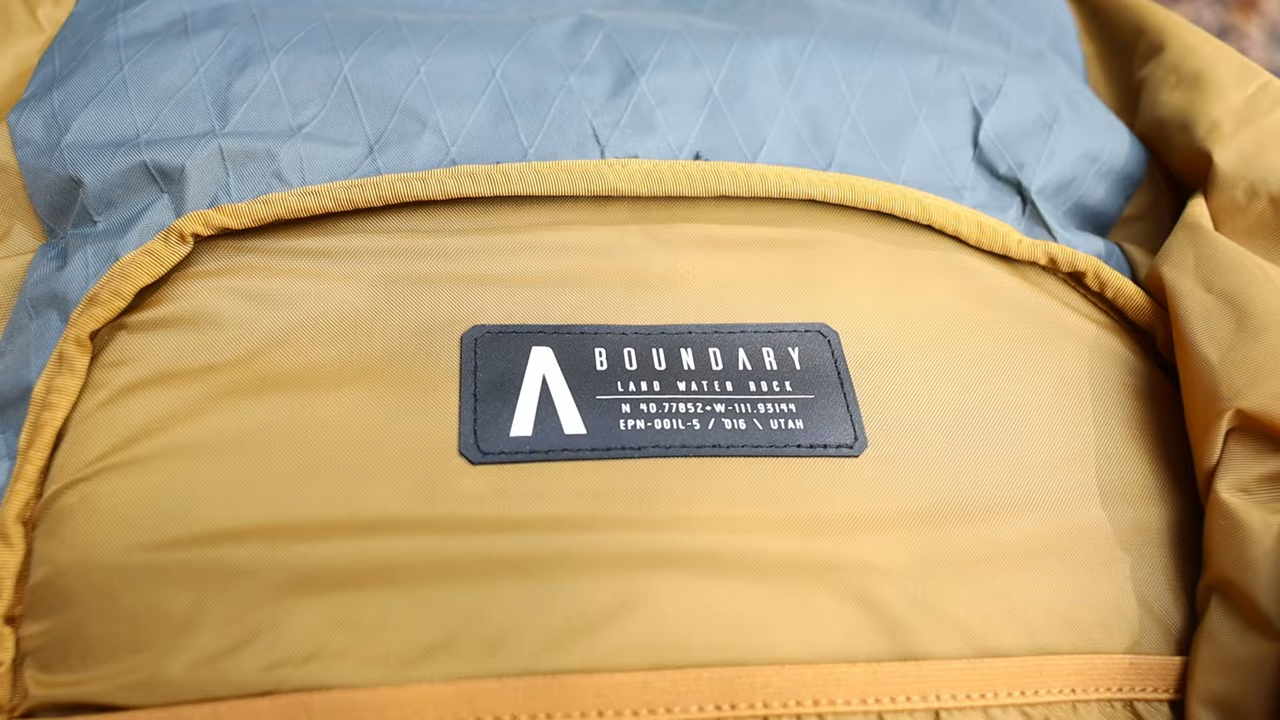 BOUNDARY
LAND WATER ROCK
N 40.77852+W-111.93144
EPN-001L-5 / '016 \ UTAH